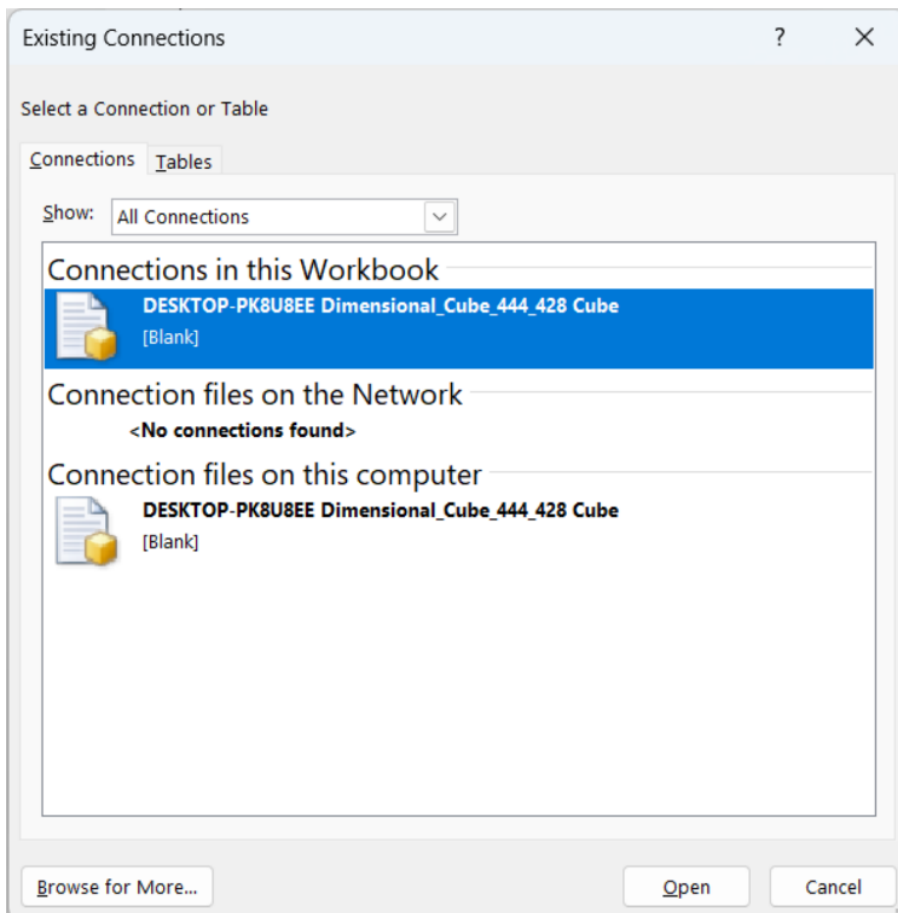 Existing Connections ?
Select a Connection or Table
Connections Tables
Show: All Connections
Connections in this Workbook
DESKTOP-PK8U8EE Dimensional_Cube_444_428 Cube
[Blank]
Connection files on the Network
<No connections found>
Connection files on this computer
DESKTOP-PK8U8EE Dimensional_Cube_444_428 Cube
[Blank]
Browse for More... Open Cancel